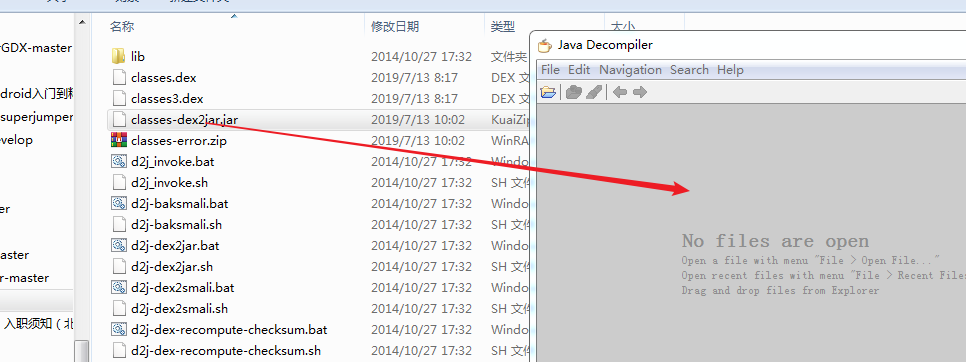 名称 修改日期 类型 大小
rGDX-master
droid入门到精
superjumper
evelop
er
aster
r-master
入职须知（北
lib 2014/10/27 17:32 文件夹
classes.dex 2019/7/13 8:17 DEX 文
classes3.dex 2019/7/13 8:17 DEX 文
classes-dex2jar.jar 2019/7/13 10:02 KuaiZip
classes-error.zip 2019/7/13 10:02 WinRA
d2j_invoke.bat 2014/10/27 17:32 Windo
d2j_invoke.sh 2014/10/27 17:32 SH 文件
d2j-baksmali.bat 2014/10/27 17:32 Windo
d2j-baksmali.sh 2014/10/27 17:32 SH 文件
d2j-dex2jar.bat 2014/10/27 17:32 Windo
d2j-dex2jar.sh 2014/10/27 17:32 SH 文件
d2j-dex2smali.bat 2014/10/27 17:32 Windo
d2j-dex2smali.sh 2014/10/27 17:32 SH 文件
d2j-dex-recompute-checksum.bat 2014/10/27 17:32 Windo
d2j-dex-recompute-checksum.sh 2014/10/27 17:32 SH 文件
Java Decompiler
File Edit Navigation Search Help
No files are open
Open a file with menu "File > Open File..."
Open recent files with menu "File > Recent Files
Drag and drop files from Explorer